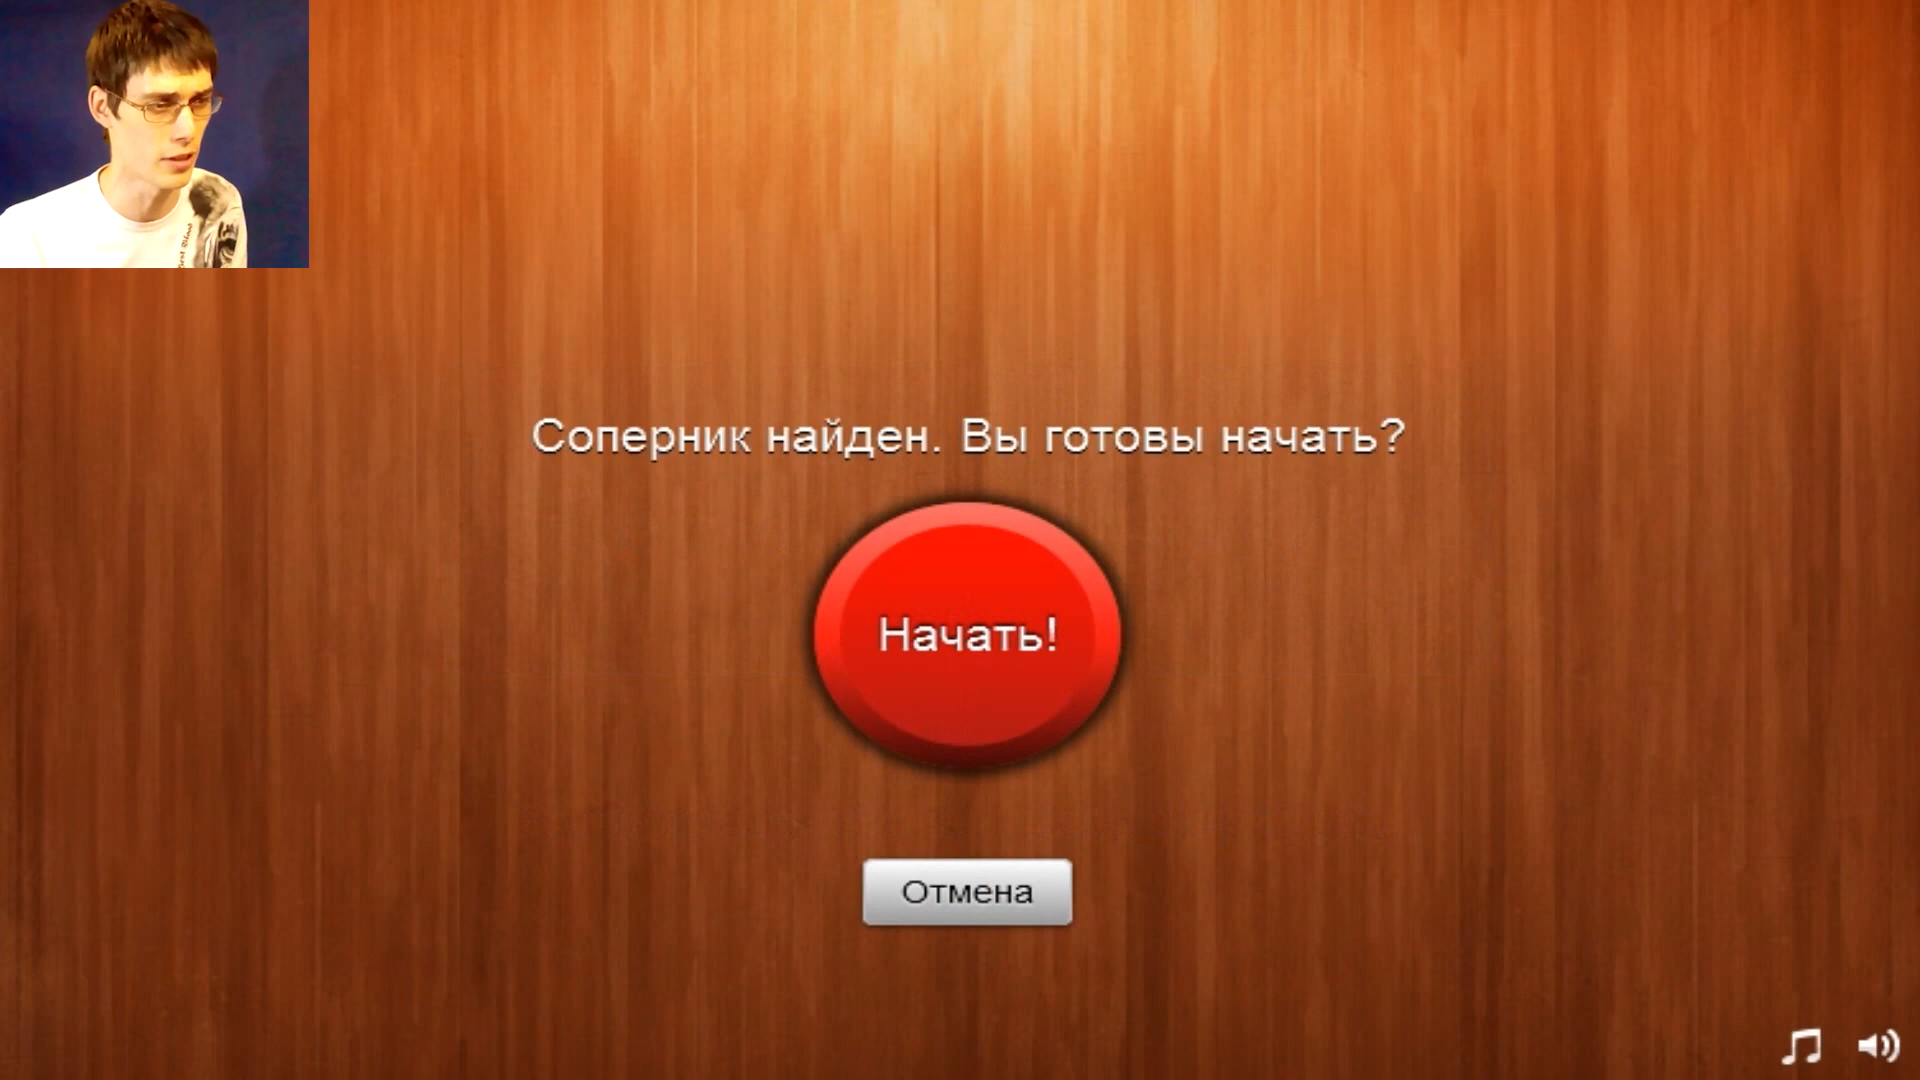 Соперник найден. Вы готовы начать?
Начать!
Отмена